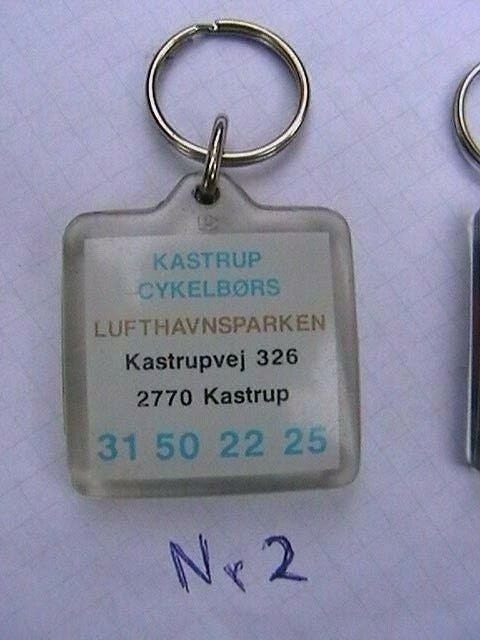 KASTRUP
CYKELBØRS
LUFTHAVNSPARKEN
Kastrupvej 326
2770 Kastrup
31 50 22 25
Nr 2